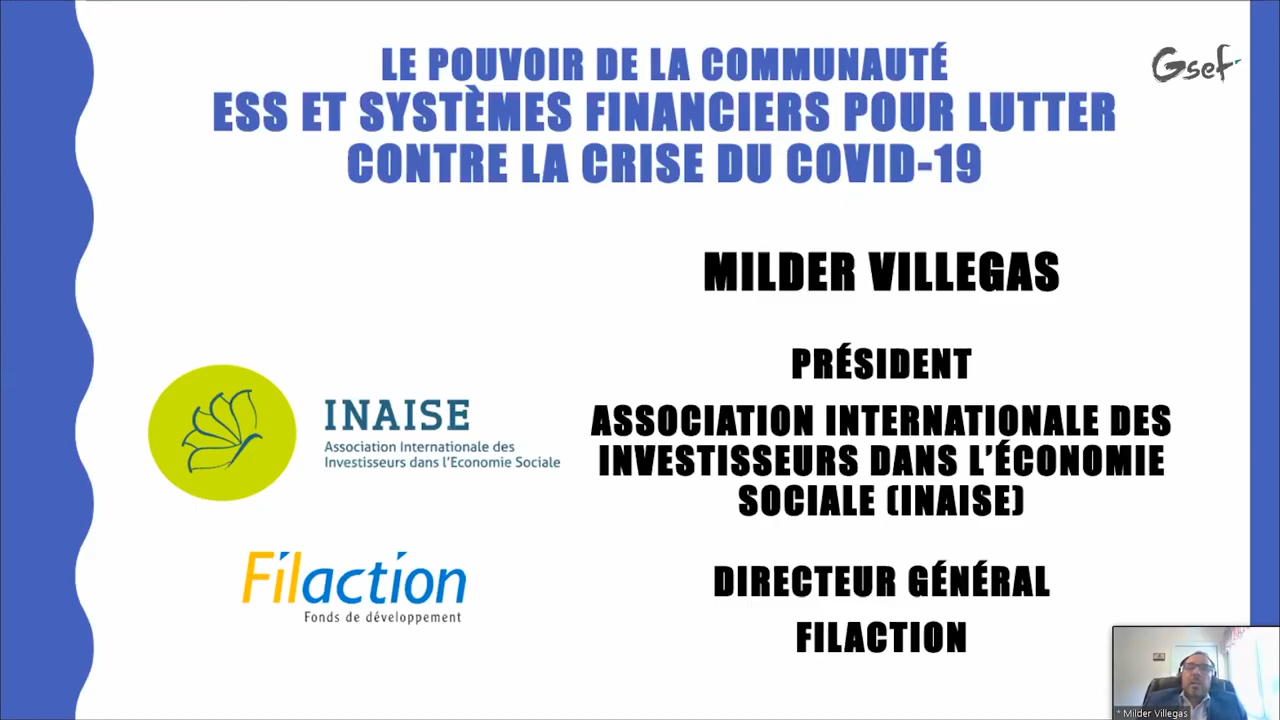 LE POUVOIR DE LA COMMUNAUTÉ
ESS ET SYSTÈMES FINANCIERS POUR LUTTER
CONTRE LA CRISE DU COVID-19
Gsef
MILDER VILLEGAS
PRÉSIDENT
ASSOCIATION INTERNATIONALE DES
INVESTISSEURS DANS L'ÉCONOMIE
SOCIALE (INAISE)
DIRECTEUR GÉNÉRAL
FILACTION
INAISE
Association Internationale des
Investisseurs dans l'Economie Sociale
Filaction
Fonds de développement
* Milder Villegas